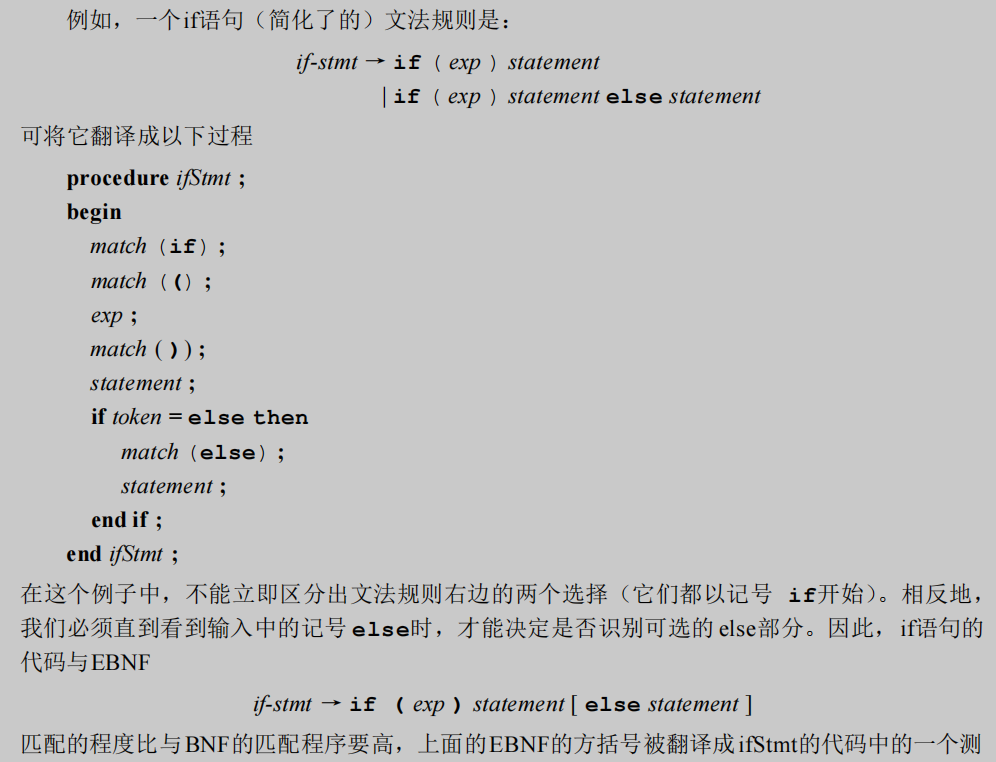 例如，一个if语句（简化了的）文法规则是：
if-stmt → if ( exp ) statement
| if ( exp ) statement else statement
可将它翻译成以下过程
procedure ifStmt ;
begin
match (if) ;
match (() ;
exp ;
match ()) ;
statement ;
if token = else then
match (else) ;
statement ;
end if ;
end ifStmt ;
在这个例子中，不能立即区分出文法规则右边的两个选择（它们都以记号 if开始）。相反地，
我们必须直到看到输入中的记号else时，才能决定是否识别可选的else部分。因此，if语句的
代码与EBNF
if-stmt → if ( exp ) statement [ else statement ]
匹配的程度比与BNF的匹配程序要高，上面的EBNF的方括号被翻译成ifStmt的代码中的一个测